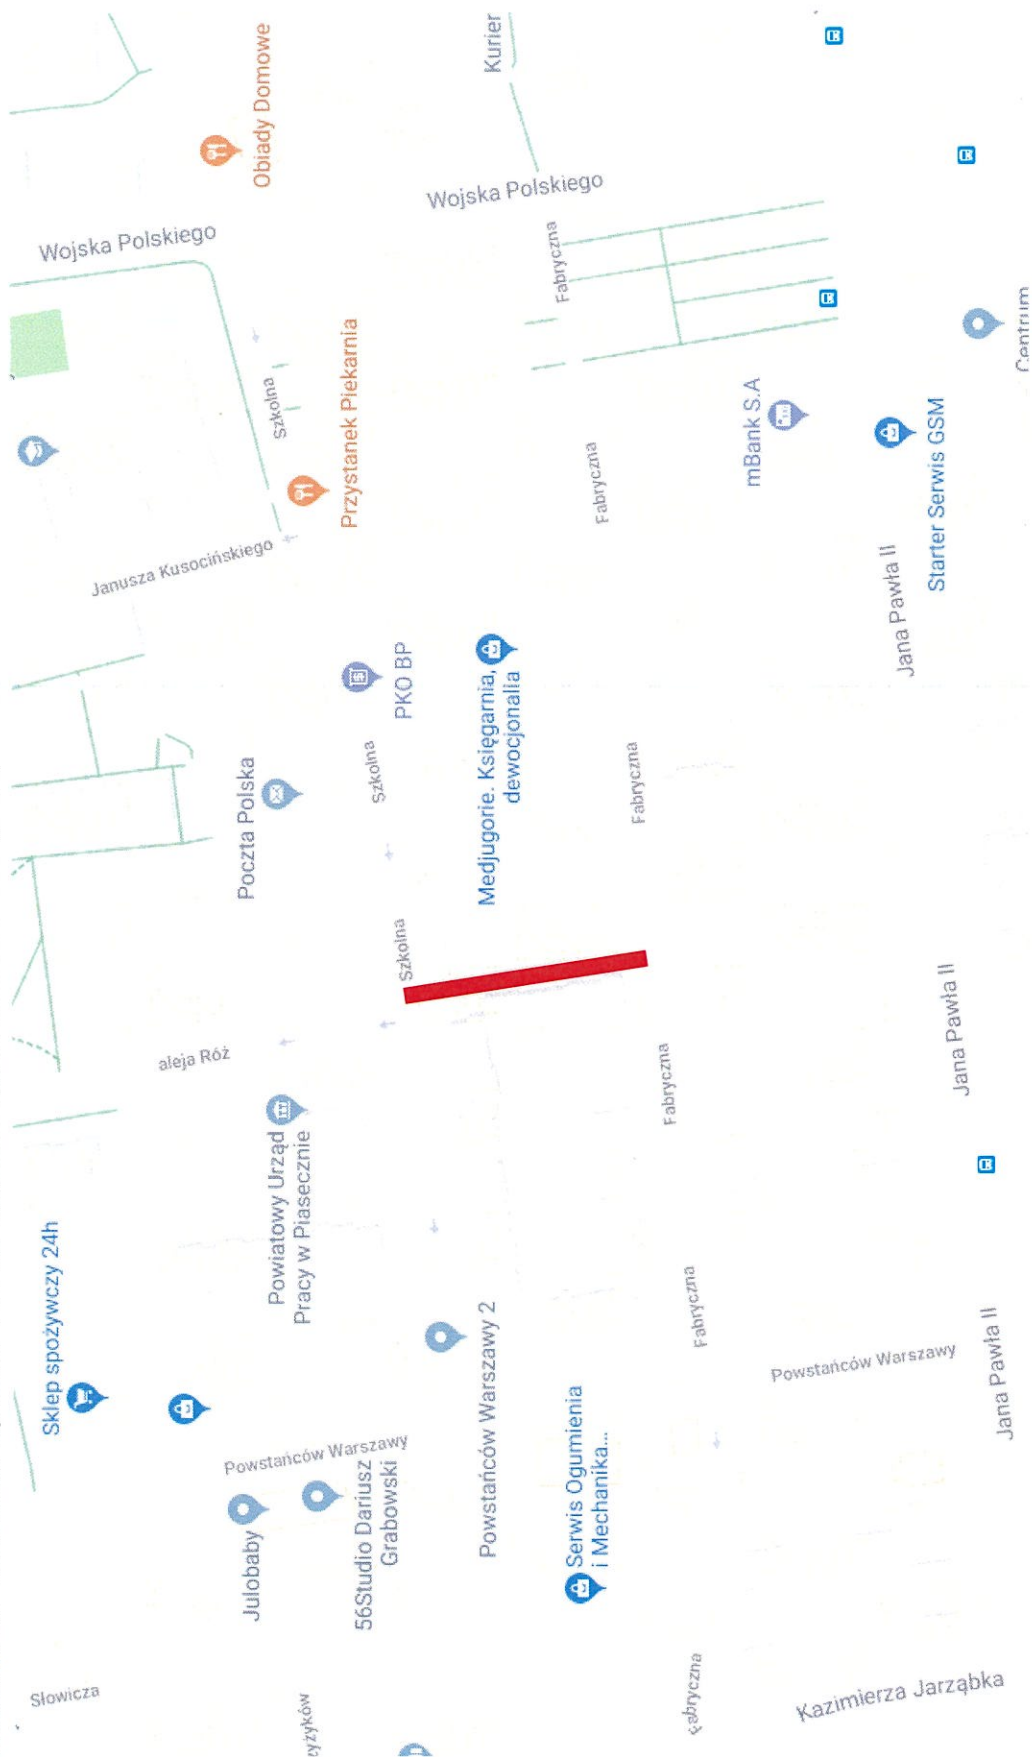 Słowicza
Sklep spożywczy 24h
Wojska Polskiego
Janusza Kusocińskiego
aleja Róż
Poczta Polska
Obiady Domowe
Julobaby
Powstańców Warszawy
Powiatowy Urząd
Pracy w Piasecznie
Szkolna
Przystanek Piekarnia
56Studio Dariusz
Grabowski
Szkolna
PKO BP
Szkolna
Powstańców Warszawy 2
Medjugorie. Księgarnia,
dewocjonalia
Wojska Polskiego
Kurier
Serwis Ogumienia
i Mechanika...
Fabryczna
Fabryczna
Fabryczna
Fabryczna
Fabryczna
Fabryczna
mBank S.A
Powstańców Warszawy
Kazimierza Jarząbka
Jana Pawła II
Starter Serwis GSM
Jana Pawła II
Jana Pawła II
Centrum